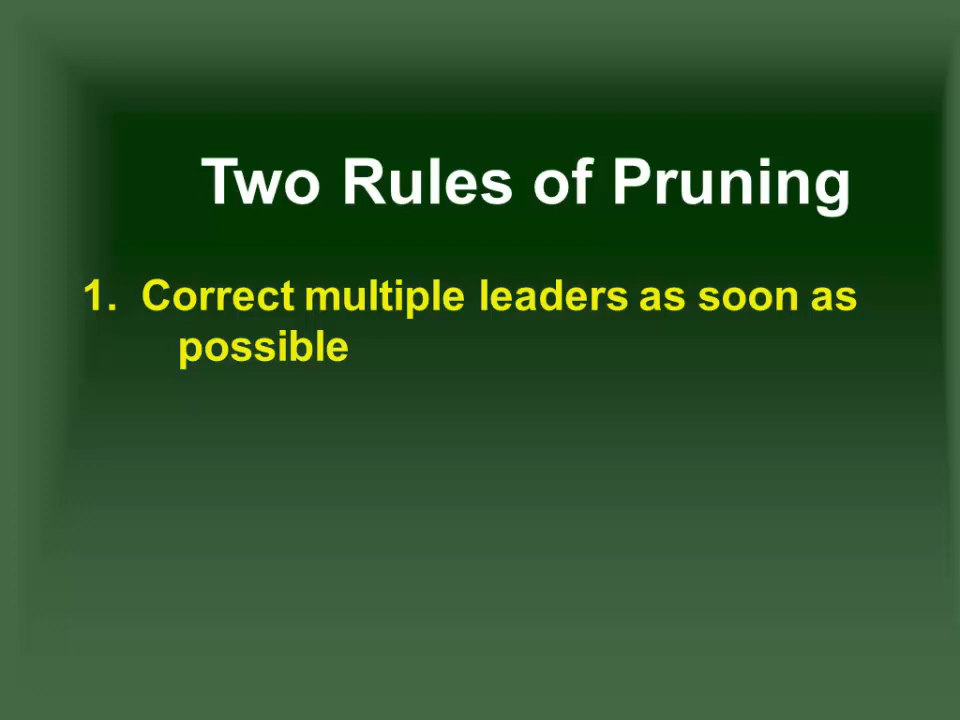 Two Rules of Pruning
1. Correct multiple leaders as soon as
possible